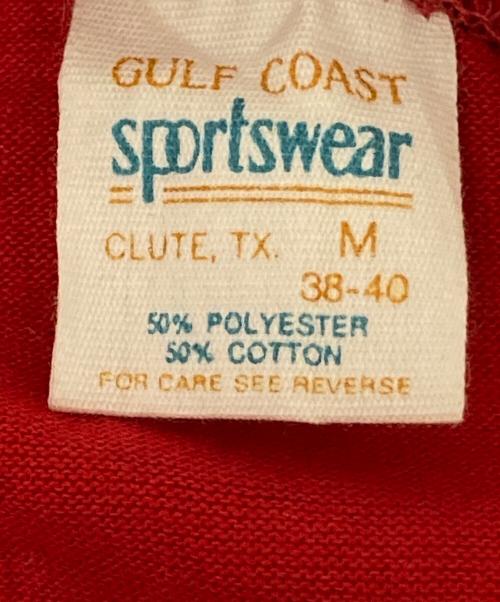 GULF COAST
sportswear
CLUTE, TX. M
38-40
50% POLYESTER
50% COTTON
FOR CARE SEE REVERSE